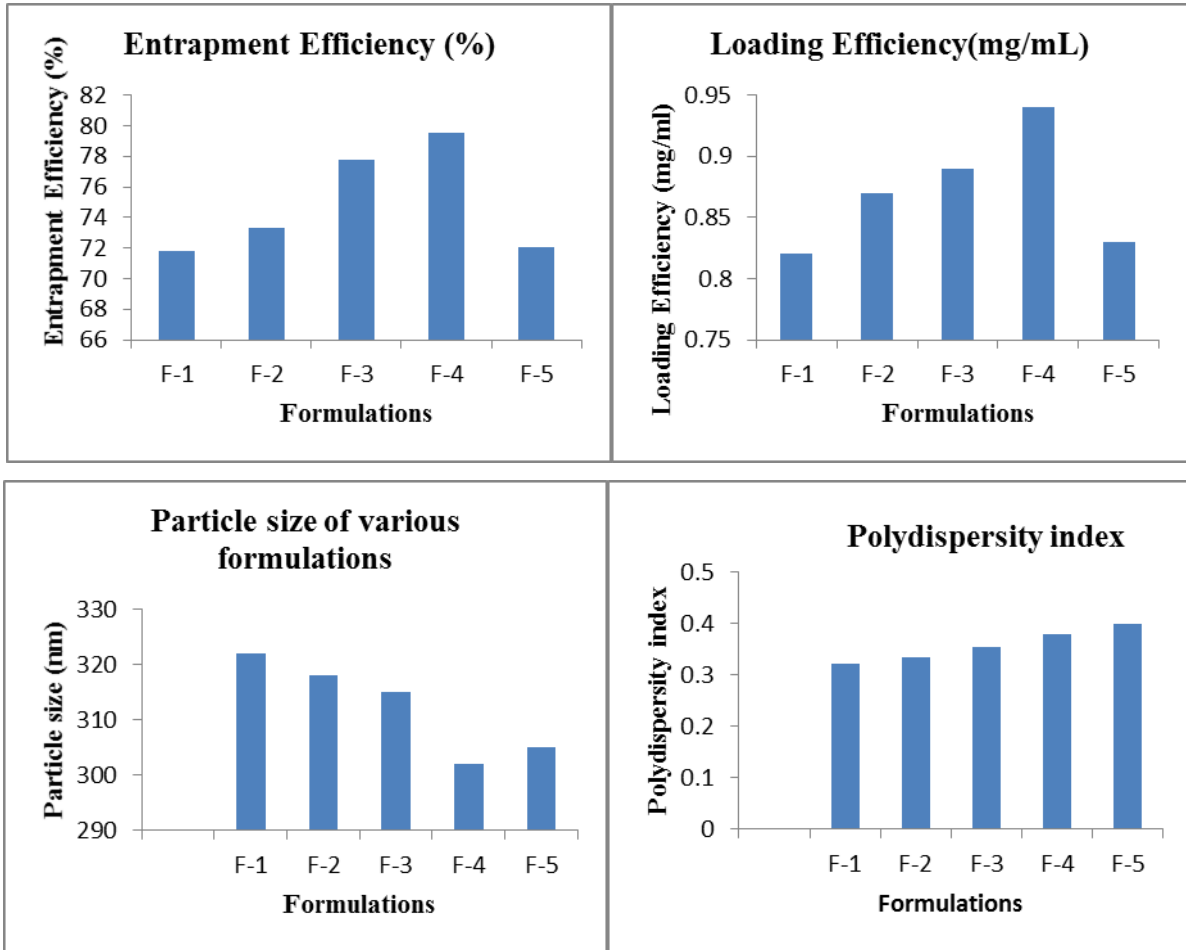 Entrapment Efficiency (%)
Entrapment Efficiency (%)
82
80
78
76
74
72
70
68
66
F-1 F-2 F-3 F-4 F-5
Formulations
Loading Efficiency(mg/mL)
Loading Efficiency (mg/ml)
0.95
0.9
0.85
0.8
0.75
F-1 F-2 F-3 F-4 F-5
Formulations
Particle size of various
formulations
Particle size (nm)
330
320
310
300
290
F-1 F-2 F-3 F-4 F-5
Formulations
Polydispersity index
Polydispersity index
0.5
0.4
0.3
0.2
0.1
0
F-1 F-2 F-3 F-4 F-5
Formulations